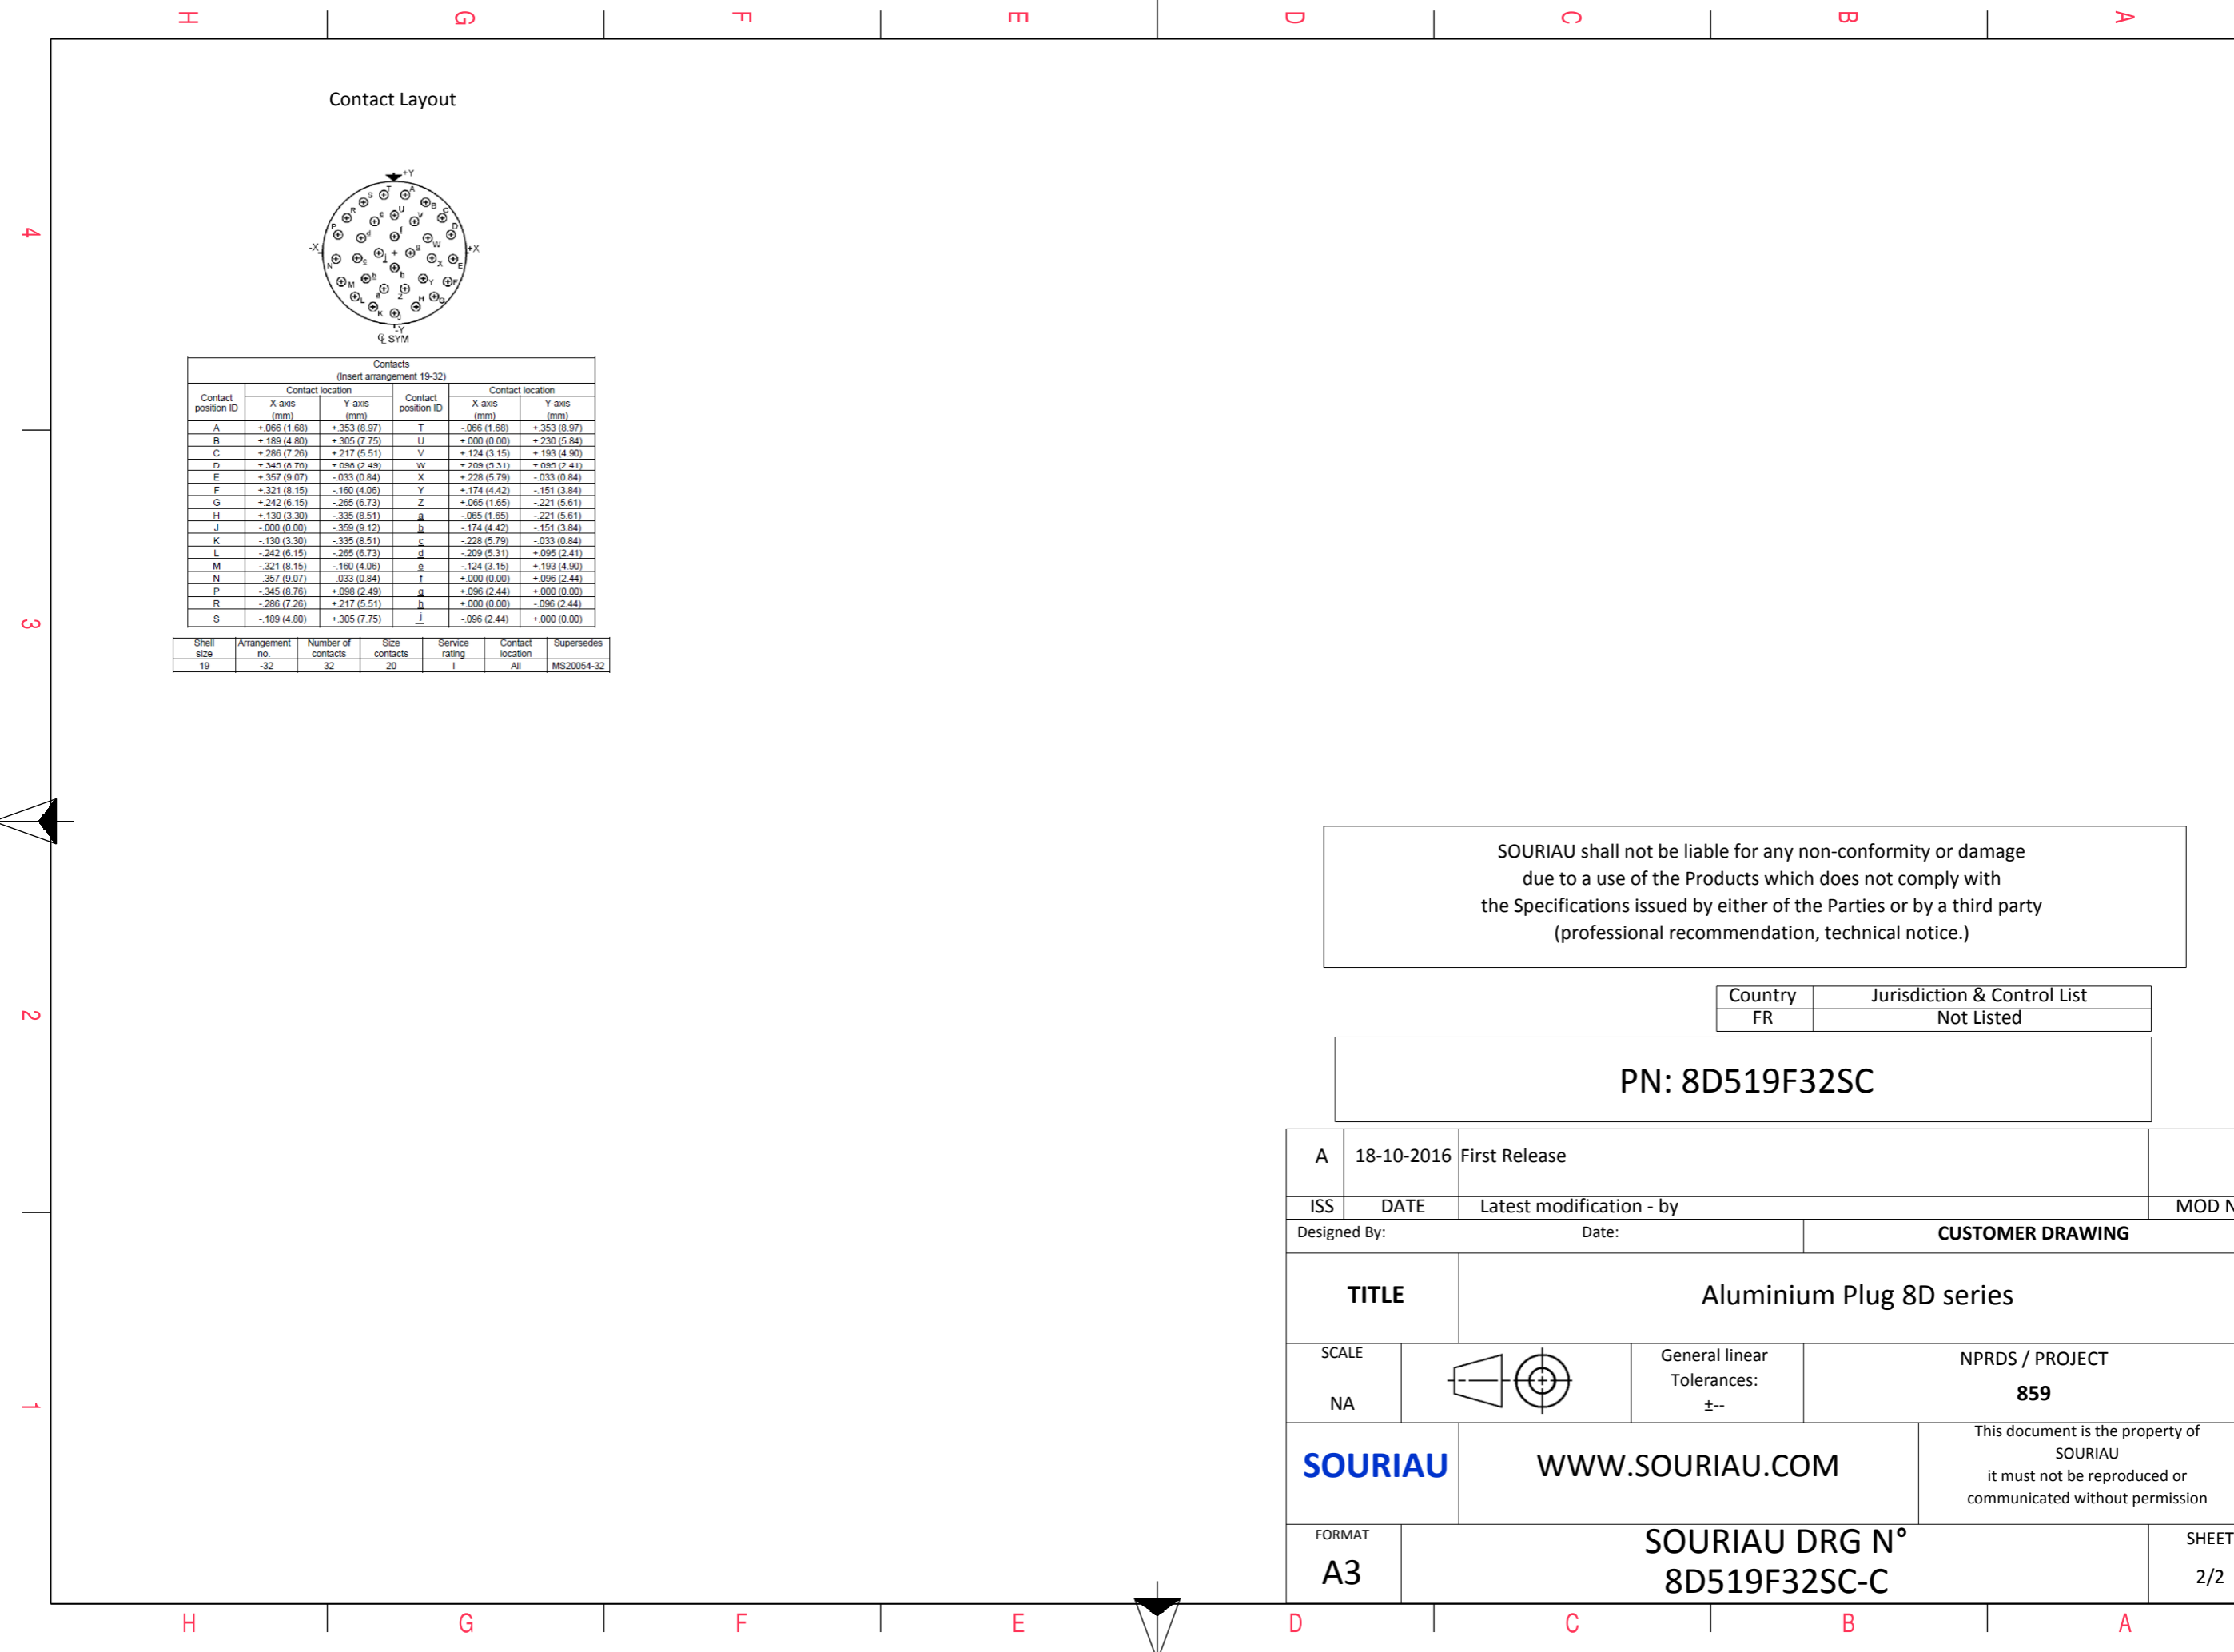 H G F E D C B A
4
3
2
1
Contact Layout
+Y
T A
S B
R e U V C
P d f W D
-X +X
j g
N c X E
M b h Y F
L a Z H G
K J
-Y
℄ SYM
Contacts
(Insert arrangement 19-32)
Contact position ID Contact location Contact position ID Contact location
X-axis (mm) Y-axis (mm) X-axis (mm) Y-axis (mm)
A +.066 (1.68) +.353 (8.97) T -.066 (1.68) +.353 (8.97)
B +.189 (4.80) +.305 (7.75) U +.000 (0.00) +.230 (5.84)
C +.286 (7.26) +.217 (5.51) V +.124 (3.15) +.193 (4.90)
D +.345 (8.76) +.098 (2.49) W +.209 (5.31) +.095 (2.41)
E +.357 (9.07) -.033 (0.84) X +.228 (5.79) -.033 (0.84)
F +.321 (8.15) -.160 (4.06) Y +.174 (4.42) -.151 (3.84)
G +.242 (6.15) -.265 (6.73) Z +.065 (1.65) -.221 (5.61)
H +.130 (3.30) -.335 (8.51) a -.065 (1.65) -.221 (5.61)
J -.000 (0.00) -.359 (9.12) b -.174 (4.42) -.151 (3.84)
K -.130 (3.30) -.335 (8.51) c -.228 (5.79) -.033 (0.84)
L -.242 (6.15) -.265 (6.73) d -.209 (5.31) +.095 (2.41)
M -.321 (8.15) -.160 (4.06) e -.124 (3.15) +.193 (4.90)
N -.357 (9.07) -.033 (0.84) f +.000 (0.00) +.096 (2.44)
P -.345 (8.76) +.098 (2.49) g +.096 (2.44) +.000 (0.00)
R -.286 (7.26) +.217 (5.51) h +.000 (0.00) -.096 (2.44)
S -.189 (4.80) +.305 (7.75) j -.096 (2.44) +.000 (0.00)
Shell size Arrangement no. Number of contacts Size contacts Service rating Contact location Supersedes
19 -32 32 20 I All MS20054-32
SOURIAU shall not be liable for any non-conformity or damage
due to a use of the Products which does not comply with
the Specifications issued by either of the Parties or by a third party
(professional recommendation, technical notice.)
Country Jurisdiction & Control List
FR Not Listed
PN: 8D519F32SC
A 18-10-2016 First Release
ISS DATE Latest modification - by MOD N
Designed By: Date: CUSTOMER DRAWING
TITLE Aluminium Plug 8D series
SCALE
NA
General linear
Tolerances:
±--
NPRDS / PROJECT
859
SOURIAU WWW.SOURIAU.COM
This document is the property of
SOURIAU
it must not be reproduced or
communicated without permission
FORMAT
A3
SOURIAU DRG N°
8D519F32SC-C
SHEET
2/2
H G F E D C B A